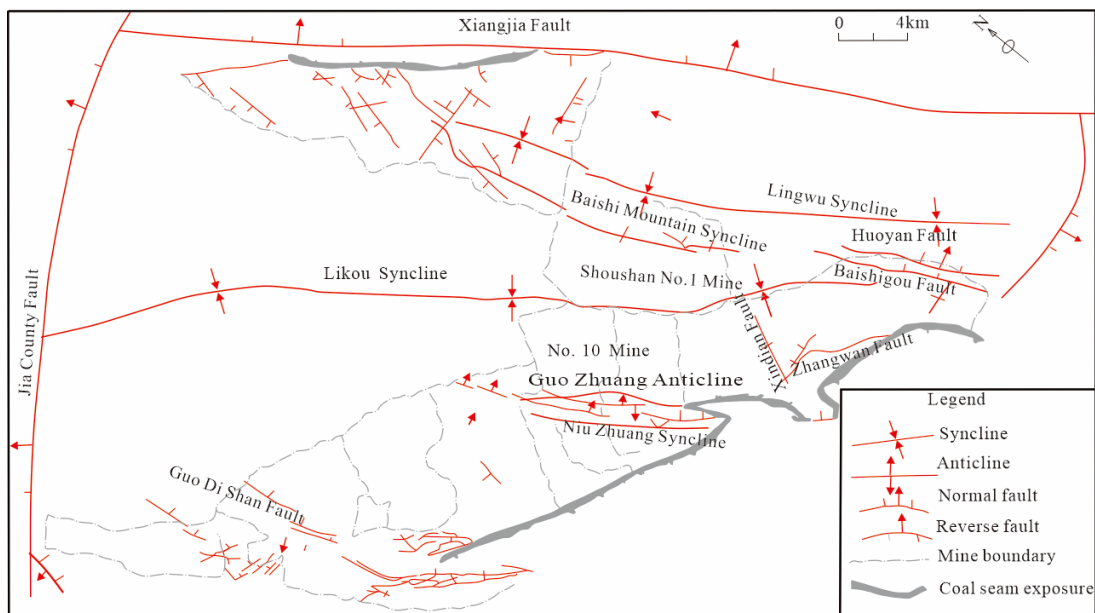 Xiangjia Fault
0 4km
N
Lingwu Syncline
Baishi Mountain Syncline
Huoyan Fault
Likou Syncline
Shoushan No.1 Mine
Baishigou Fault
Jia County Fault
Xindian Fault
No. 10 Mine
Zhangwan Fault
Guo Zhuang Anticline
Niu Zhuang Syncline
Guo Di Shan Fault
Legend
Syncline
Anticline
Normal fault
Reverse fault
Mine boundary
Coal seam exposure